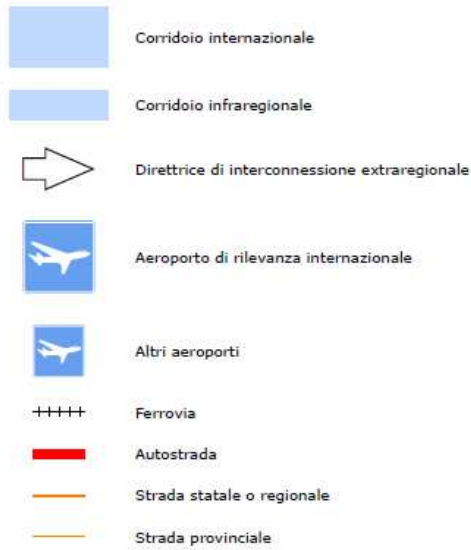 Corridoio internazionale
Corridoio infraregionale
Direttrice di interconnessione extraregionale
Aeroporto di rilevanza internazionale
Altri aeroporti
Ferrovia
Autostrada
Strada statale o regionale
Strada provinciale